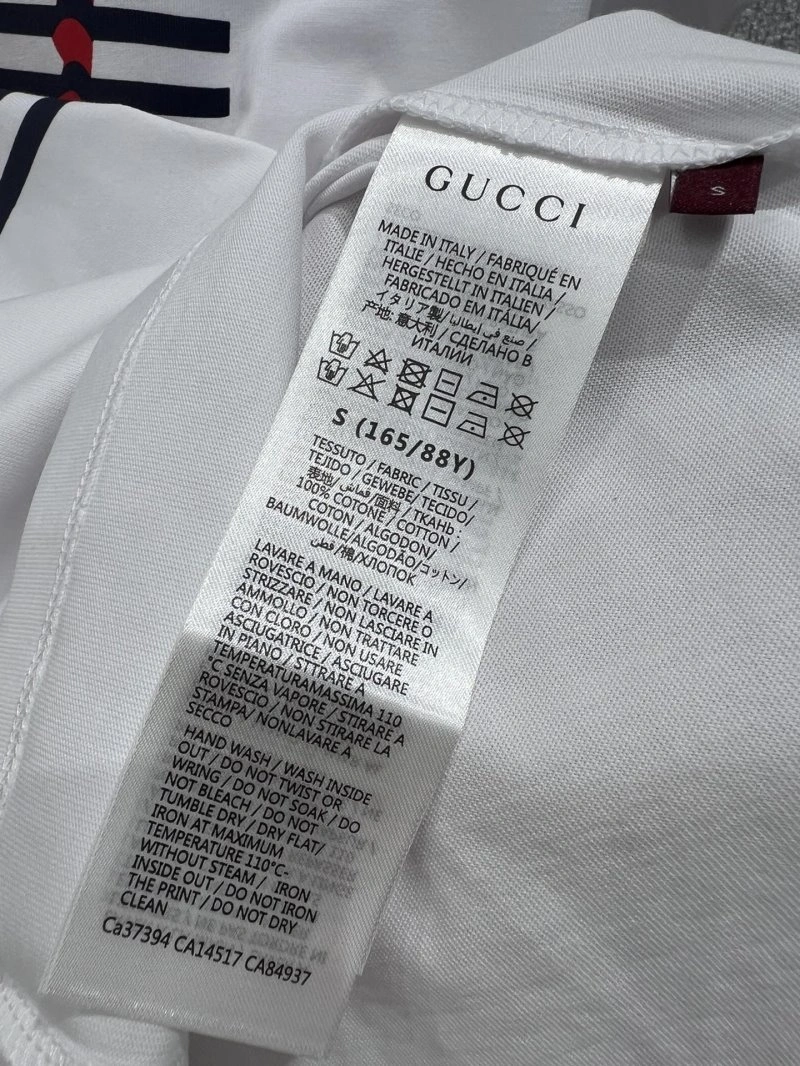 S
GUCCI
MADE IN ITALY / FABRIQUÉ EN
ITALIE / HECHO EN ITALIA /
HERGESTELLT IN ITALIEN /
FABRICADO EM ITÁLIA/
イタリア製/ صنع في ايطاليا /
产地: 意大利 / СДЕЛАНО В
ИТАЛИИ
S (165/88Y)
TESSUTO / FABRIC / TISSU /
TEJIDO / GEWEBE / TECIDO/
表地/ قماش /面料 / ТКАНЬ :
100% COTONE / COTTON /
COTON / ALGODON/
BAUMWOLLE/ALGODÃO/コットン/
قطن /棉/ХЛОПОК
LAVARE A MANO / LAVARE A
ROVESCIO / NON TORCERE O
STRIZZARE / NON LASCIARE IN
AMMOLLO / NON TRATTARE
CON CLORO / NON USARE
ASCIUGATRICE / ASCIUGARE
IN PIANO / STTRARE A
TEMPERATURAMASSIMA 110
°C SENZA VAPORE / STIRARE A
ROVESCIO / NON STIRARE LA
STAMPA/ NONLAVARE A
SECCO
HAND WASH / WASH INSIDE
OUT / DO NOT TWIST OR
WRING / DO NOT SOAK / DO
NOT BLEACH / DO NOT
TUMBLE DRY / DRY FLAT/
IRON AT MAXIMUM
TEMPERATURE 110°C-
WITHOUT STEAM / IRON
INSIDE OUT / DO NOT IRON
THE PRINT / DO NOT DRY
CLEAN
Ca37394 CA14517 CA84937